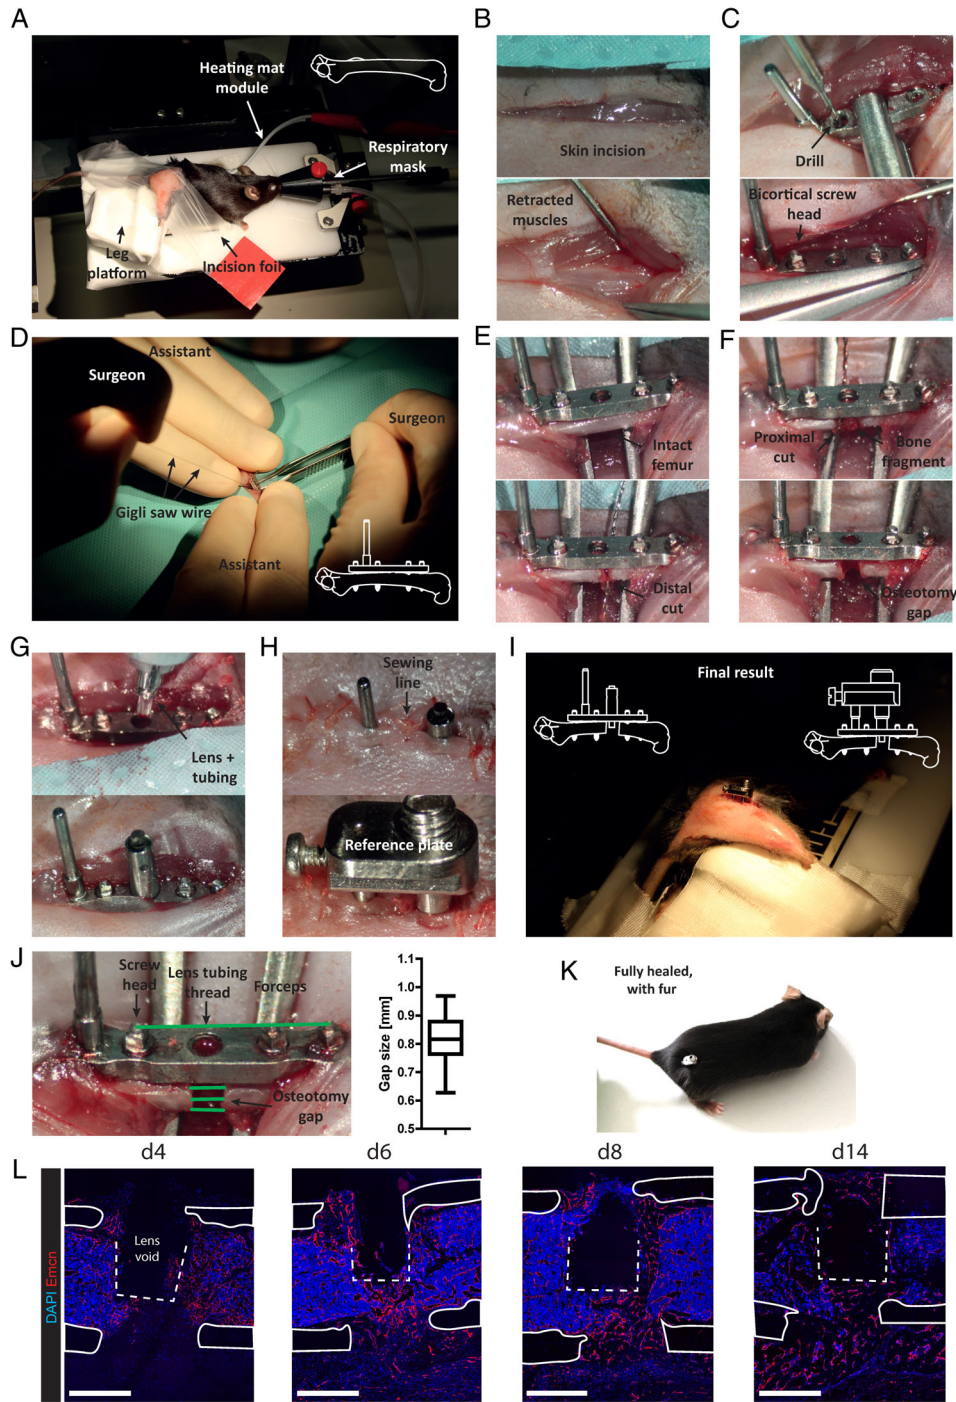 A
Heating mat
module
Respiratory
mask
Leg
platform
Incision foil
B
Skin incision
Retracted
muscles
C
Drill
Bicortical screw
head
D
Assistant
Surgeon
Surgeon
Gigli saw wire
Assistant
E
Intact
femur
Distal
cut
F
Proximal
cut
Bone
fragment
Osteotomy
gap
G
Lens +
tubing
H
Sewing
line
Reference plate
I
Final result
J
Screw
head
Lens tubing
thread
Forceps
Osteotomy
gap
Gap size [mm]
1.1
1.0
0.9
0.8
0.7
0.6
0.5
K
Fully healed,
with fur
L
DAPI Emcn
d4
Lens
void
d6
d8
d14